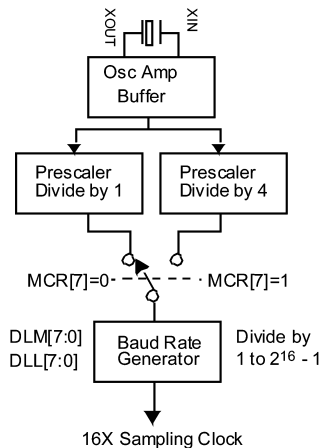 XOUT
XIN
Osc Amp
Buffer
Prescaler
Divide by 1
Prescaler
Divide by 4
MCR[7]=0
MCR[7]=1
DLM[7:0]
DLL[7:0]
Baud Rate
Generator
Divide by
1 to 2¹⁶ - 1
16X Sampling Clock